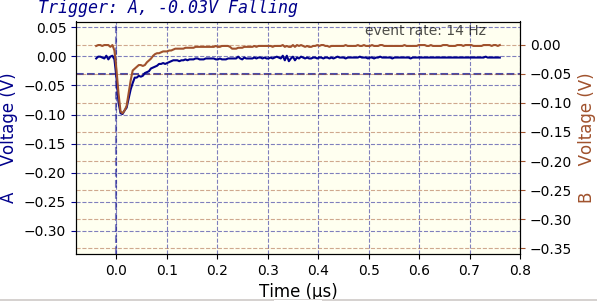 Trigger: A, -0.03V Falling
event rate: 14 Hz
0.05
0.00
−0.05
−0.10
−0.15
−0.20
−0.25
−0.30
A Voltage (V)
0.00
−0.05
−0.10
−0.15
−0.20
−0.25
−0.30
−0.35
B Voltage (V)
0.0 0.1 0.2 0.3 0.4 0.5 0.6 0.7 0.8
Time (μs)